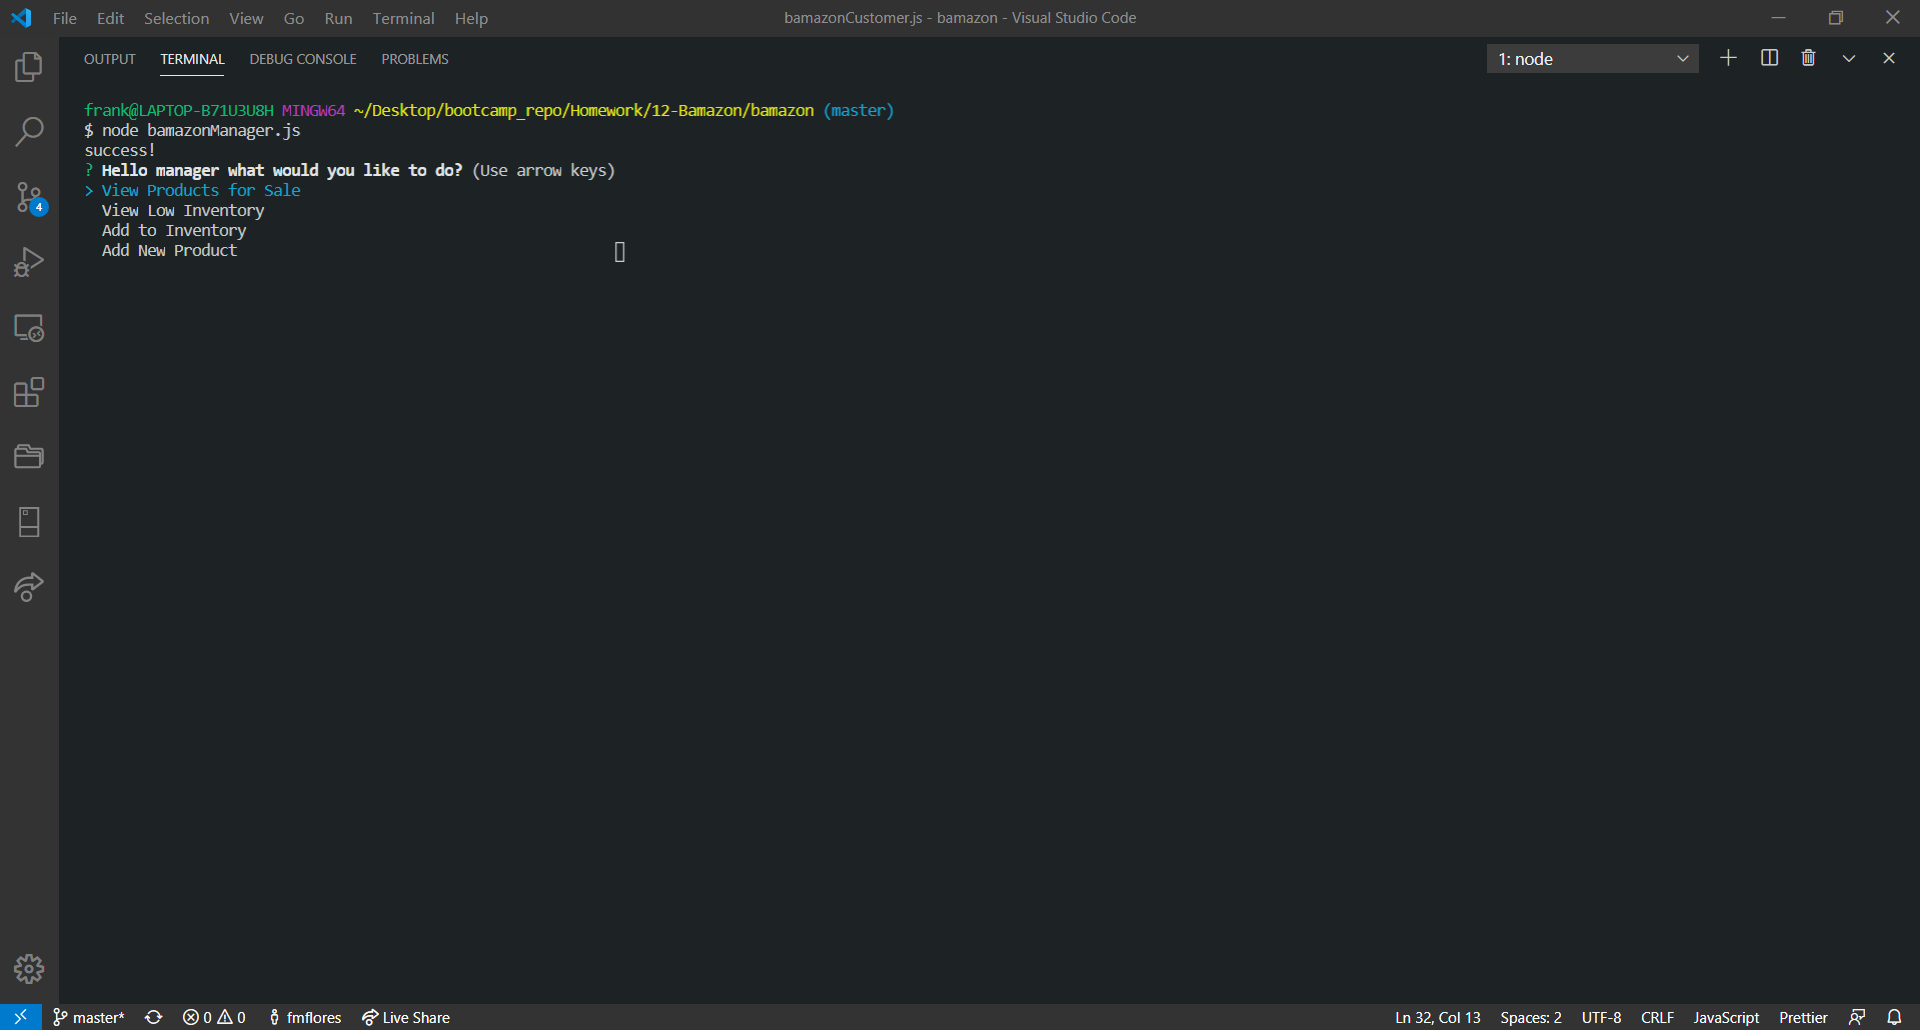 File Edit Selection View Go Run Terminal Help
bamazonCustomer.js - bamazon - Visual Studio Code
OUTPUT TERMINAL DEBUG CONSOLE PROBLEMS
1: node
frank@LAPTOP-B71U3U8H MINGW64 ~/Desktop/bootcamp_repo/Homework/12-Bamazon/bamazon (master)
$ node bamazonManager.js
success!
? Hello manager what would you like to do? (Use arrow keys)
> View Products for Sale
View Low Inventory
Add to Inventory
Add New Product
4
master* 0 0 fmflores Live Share
Ln 32, Col 13 Spaces: 2 UTF-8 CRLF JavaScript Prettier